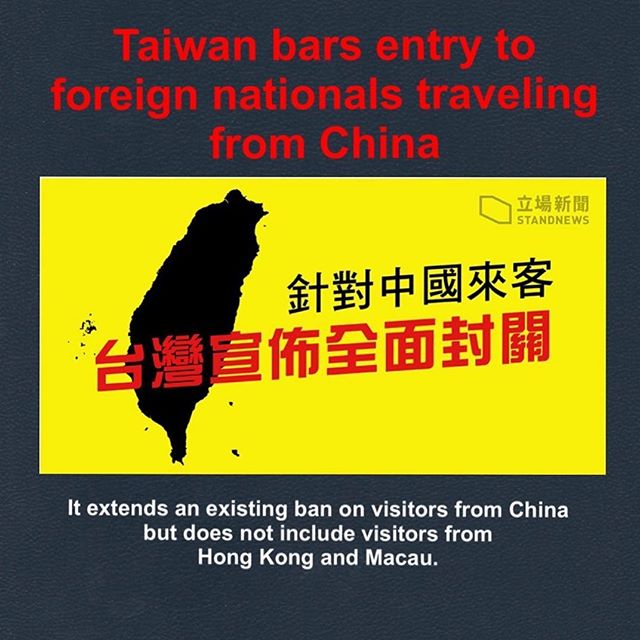 Taiwan bars entry to
foreign nationals traveling
from China
立場新聞
STANDNEWS
針對中國來客
台灣宣佈全面封關
It extends an existing ban on visitors from China
but does not include visitors from
Hong Kong and Macau.